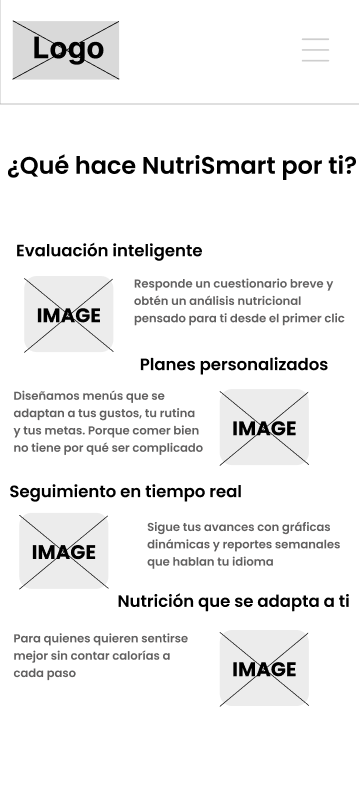 Logo
¿Qué hace NutriSmart por ti?
Evaluación inteligente
IMAGE
Responde un cuestionario breve y
obtén un análisis nutricional
pensado para ti desde el primer clic
Planes personalizados
Diseñamos menús que se
adaptan a tus gustos, tu rutina
y tus metas. Porque comer bien
no tiene por qué ser complicado
IMAGE
Seguimiento en tiempo real
IMAGE
Sigue tus avances con gráficas
dinámicas y reportes semanales
que hablan tu idioma
Nutrición que se adapta a ti
Para quienes quieren sentirse
mejor sin contar calorías a
cada paso
IMAGE